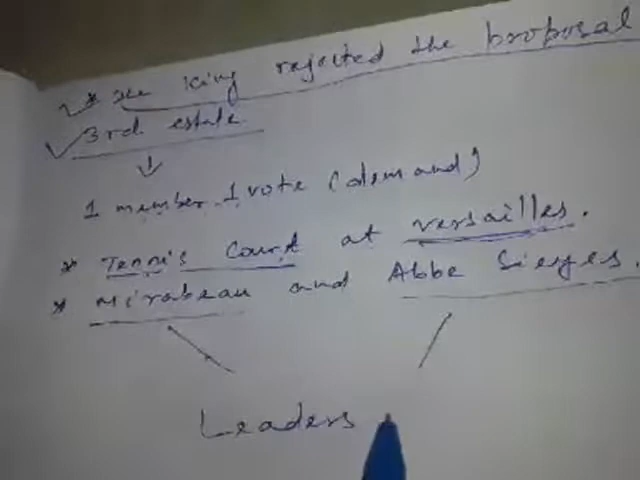 * The King rejected the proposal
3rd estate.
↓
1 member 1 vote (demand)
* Tennis Court at Versailles.
* Mirabeau and Abbe Sieyes.
Leaders